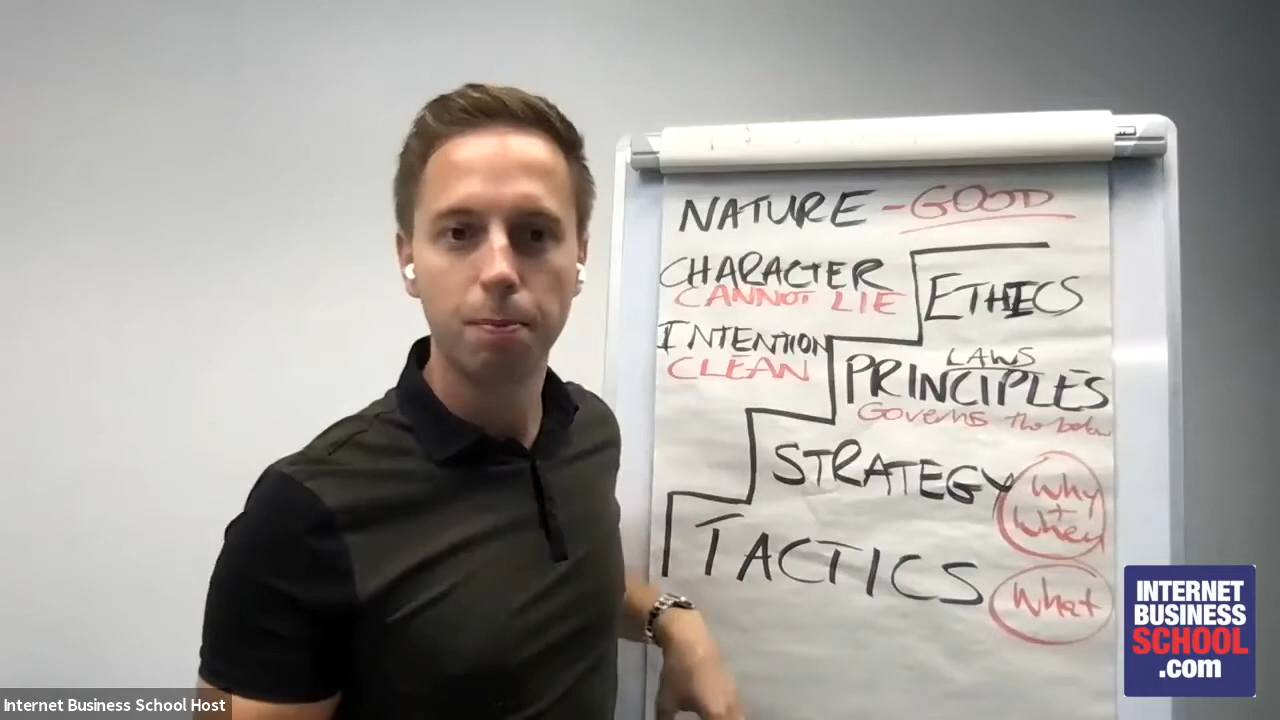 NATURE - GOOD
CHARACTER
CANNOT LIE
ETHICS
INTENTION
CLEAN
LAWS
PRINCIPLES
Governs the below
STRATEGY
Why
+
When
TACTICS
What
INTERNET
BUSINESS
SCHOOL
.com
Internet Business School Host